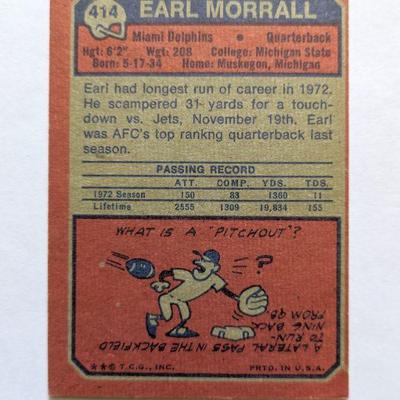 414 EARL MORRALL
Miami Dolphins • Quarterback
Hgt: 6'2" Wgt: 208 College: Michigan State
Born: 5-17-34 Home: Muskegon, Michigan
Earl had longest run of career in 1972.
He scampered 31 yards for a touch-
down vs. Jets, November 19th. Earl
was AFC's top rankng quarterback last
season.
PASSING RECORD
ATT. COMP. YDS. TDS.
1972 Season 150 83 1360 11
Lifetime 2555 1309 19,834 155
WHAT IS A "PITCHOUT"?
?
A LATERAL PASS IN THE BACKFIELD
TO RUN-
NING BACK
FROM QB.
**© T.C.G., INC. PRTD. IN U.S.A.